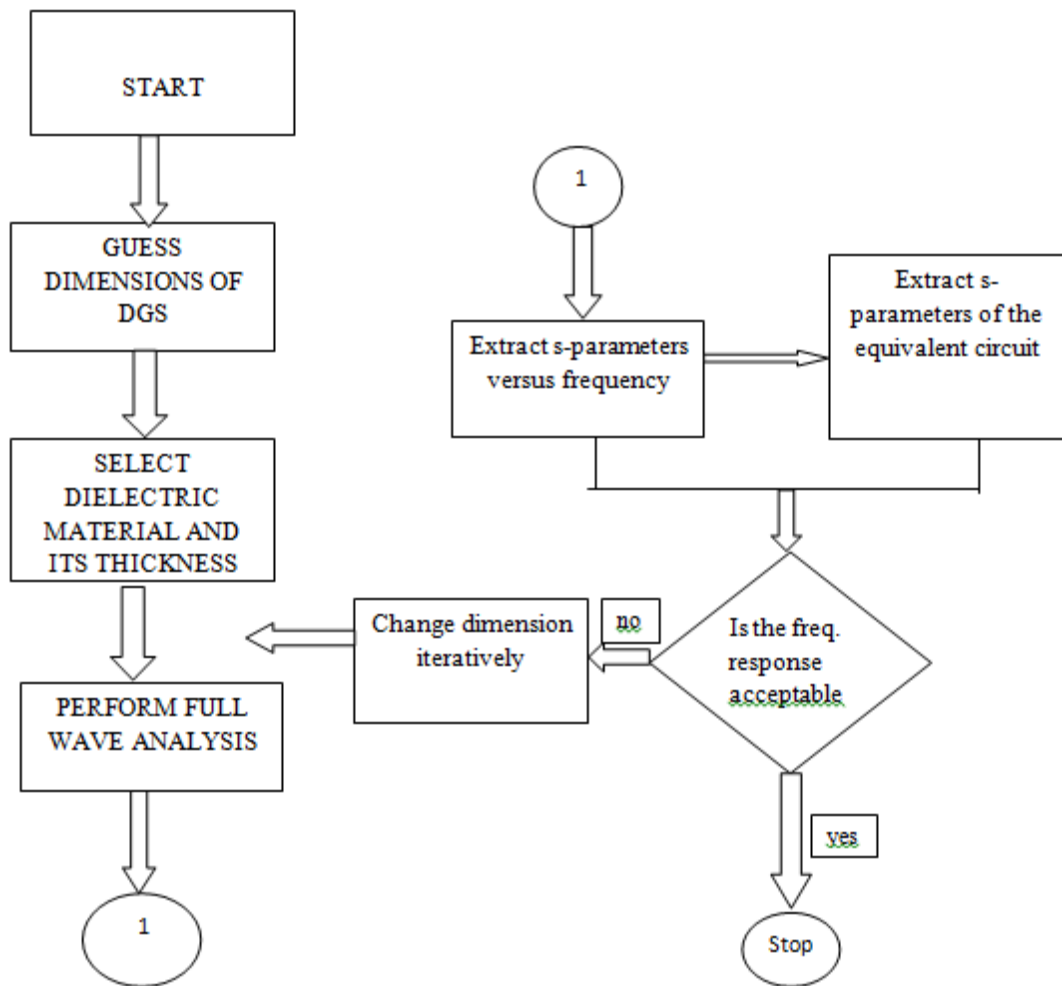 START
GUESS
DIMENSIONS OF
DGS
SELECT
DIELECTRIC
MATERIAL AND
ITS THICKNESS
PERFORM FULL
WAVE ANALYSIS
1
1
Extract s-parameters
versus frequency
Extract s-
parameters of the
equivalent circuit
Is the freq.
response
acceptable
no
Change dimension
iteratively
yes
Stop